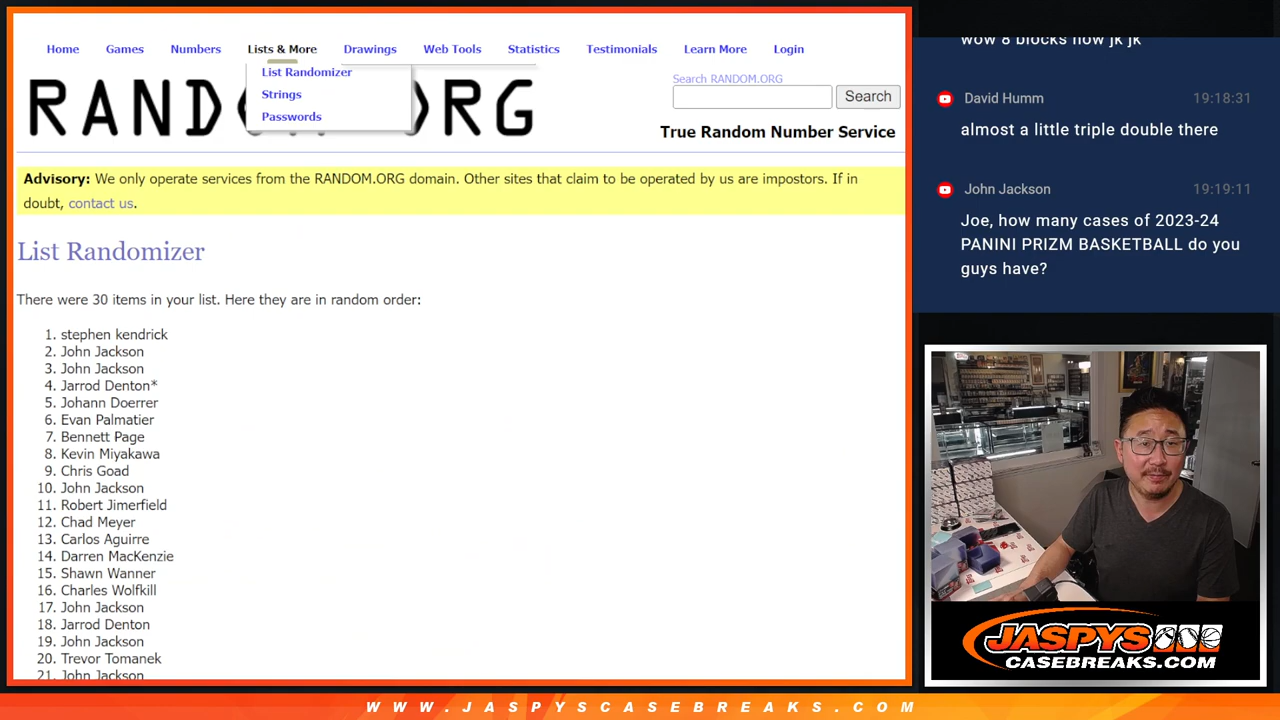 Home Games Numbers Lists & More Drawings Web Tools Statistics Testimonials Learn More Login
List Randomizer
Strings
Passwords
RAND ORG
Search RANDOM.ORG
Search
True Random Number Service
Advisory: We only operate services from the RANDOM.ORG domain. Other sites that claim to be operated by us are impostors. If in
doubt, contact us.
List Randomizer
There were 30 items in your list. Here they are in random order:
1. stephen kendrick
2. John Jackson
3. John Jackson
4. Jarrod Denton*
5. Johann Doerrer
6. Evan Palmatier
7. Bennett Page
8. Kevin Miyakawa
9. Chris Goad
10. John Jackson
11. Robert Jimerfield
12. Chad Meyer
13. Carlos Aguirre
14. Darren MacKenzie
15. Shawn Wanner
16. Charles Wolfkill
17. John Jackson
18. Jarrod Denton
19. John Jackson
20. Trevor Tomanek
21. John Jackson
wow 8 blocks now jk jk
David Humm 19:18:31
almost a little triple double there
John Jackson 19:19:11
Joe, how many cases of 2023-24
PANINI PRIZM BASKETBALL do you
guys have?
JASPYS
CASEBREAKS.COM
WWW.JASPYSCASEBREAKS.COM